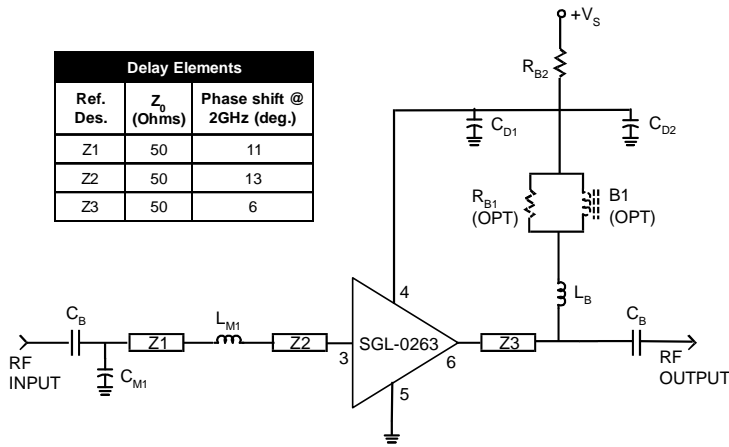 +VS
RB2
Delay Elements
Ref. Des. Z0 (Ohms) Phase shift @ 2GHz (deg.)
Z1 50 11
Z2 50 13
Z3 50 6
CD1
CD2
RB1 (OPT)
B1 (OPT)
LB
4
CB
LM1
Z1
Z2
3
SGL-0263
6
Z3
CB
RF INPUT
CM1
5
RF OUTPUT